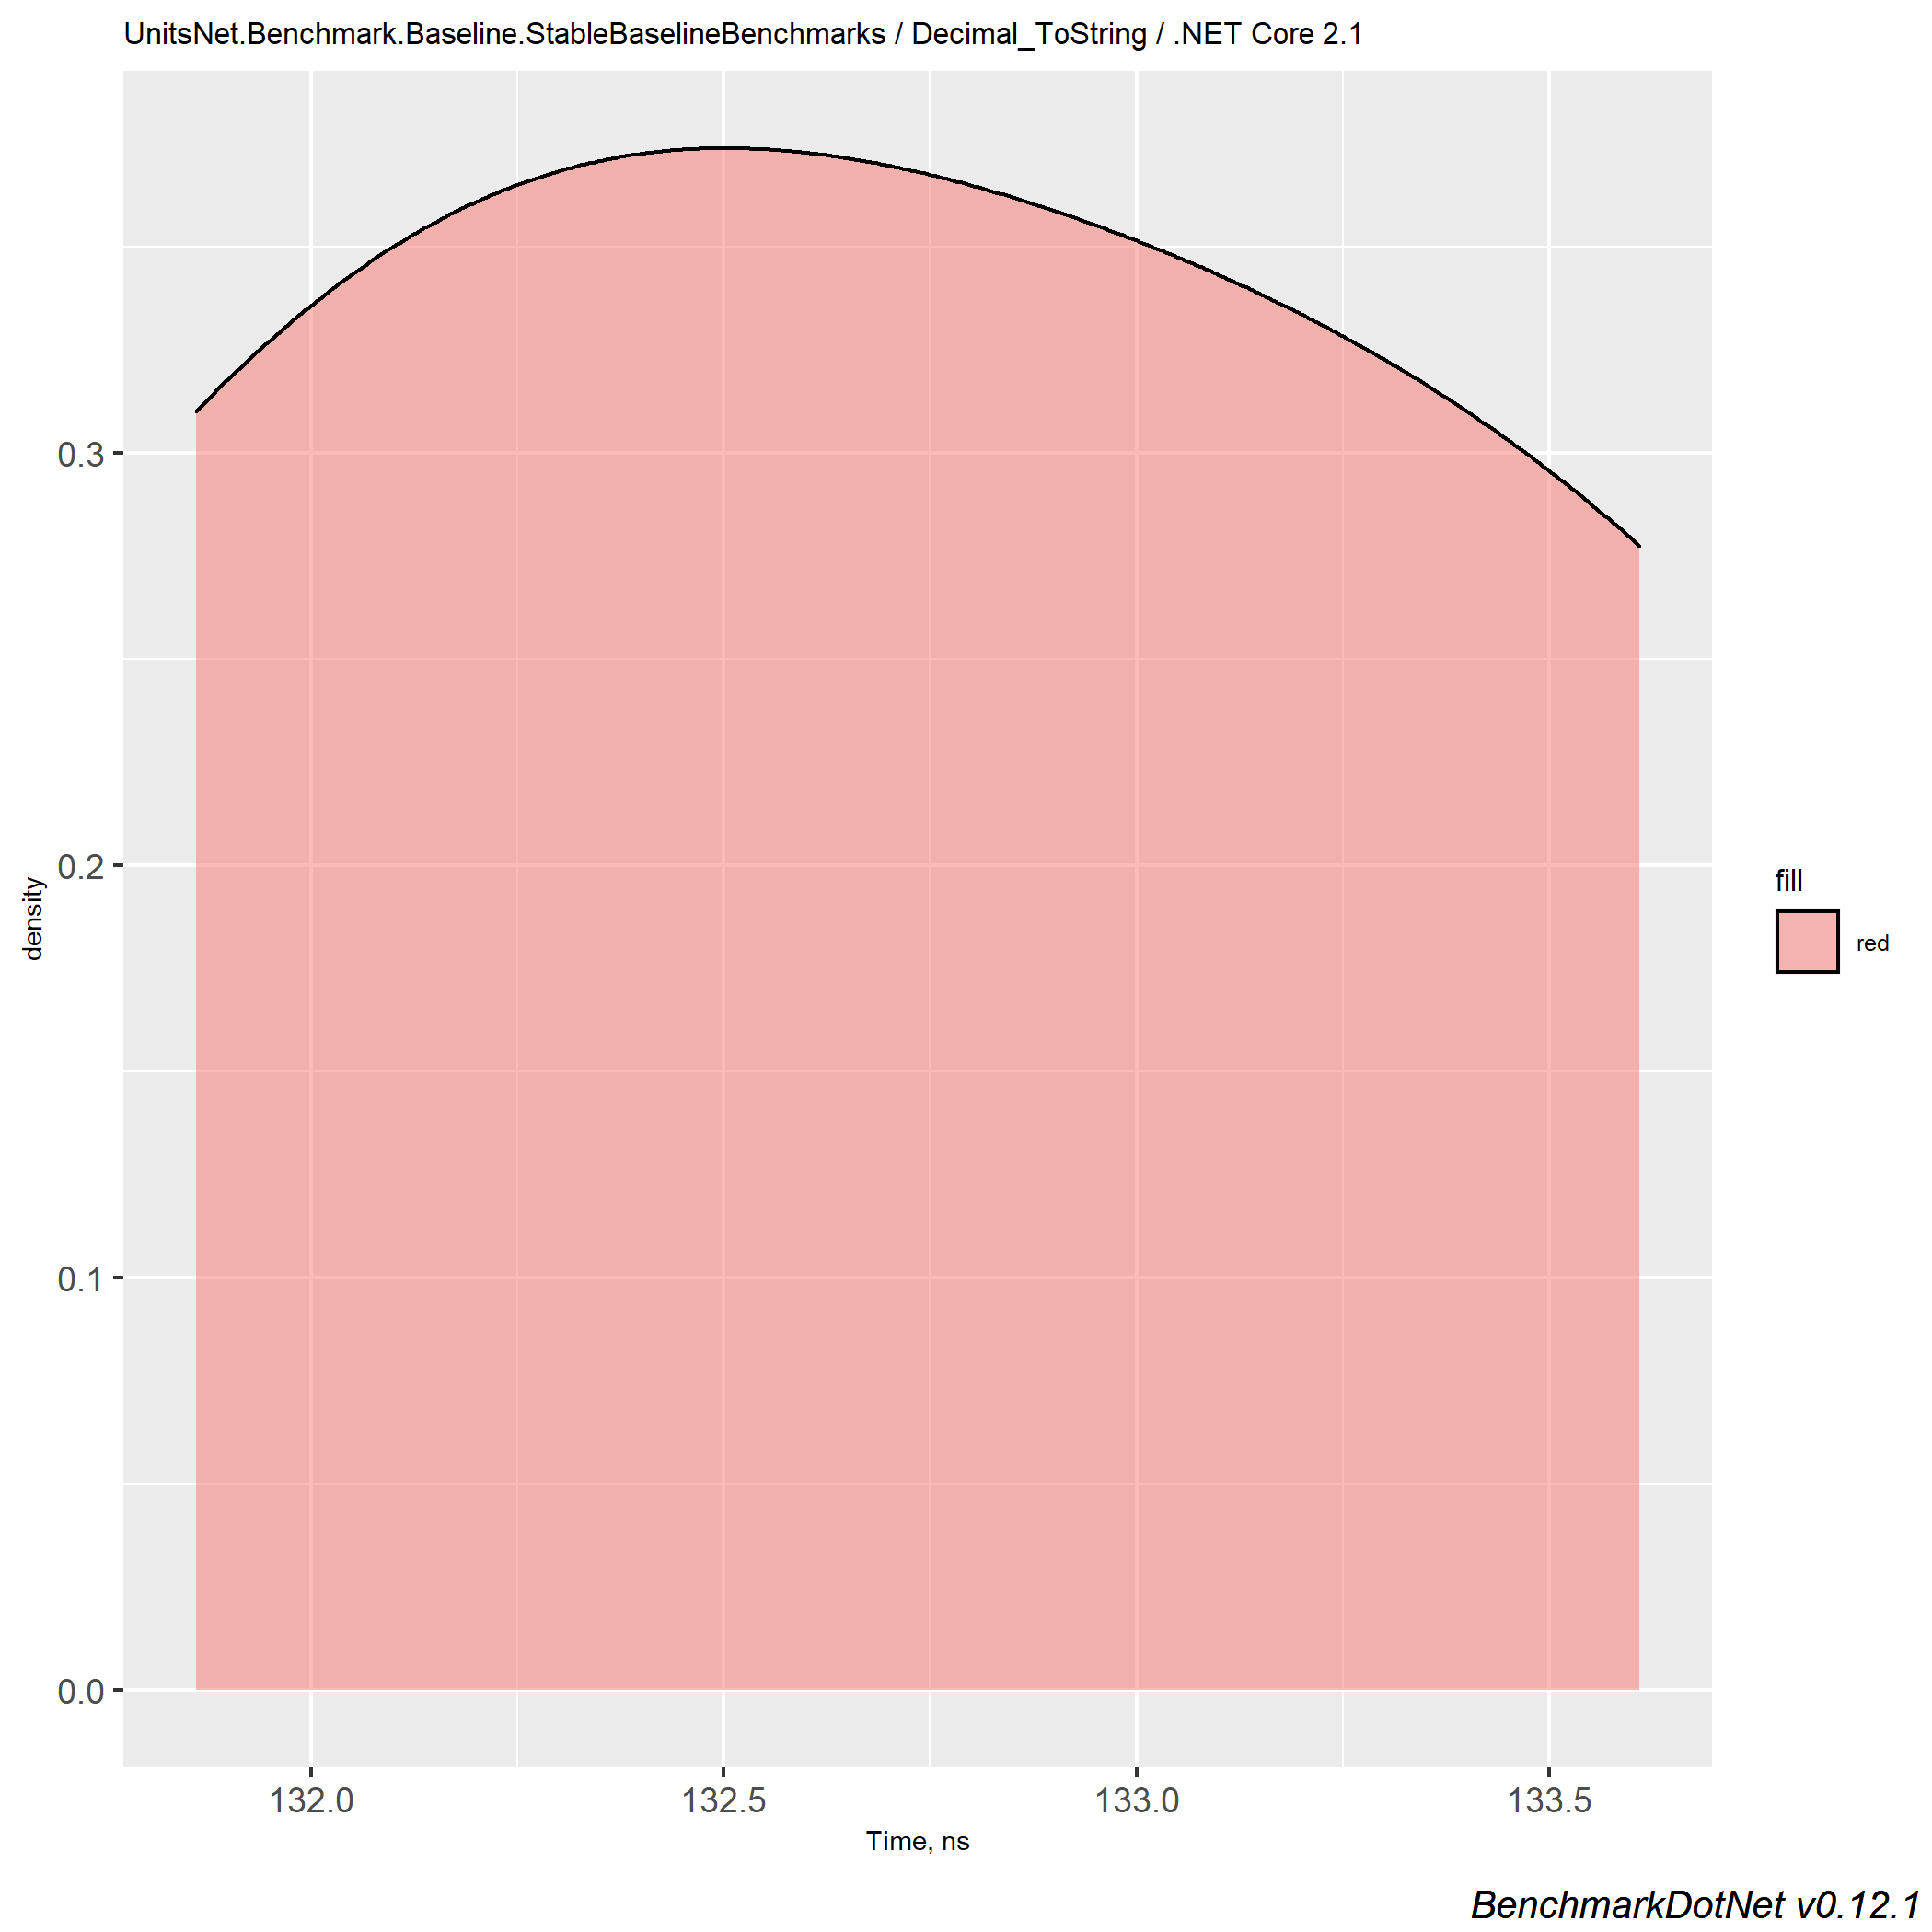 UnitsNet.Benchmark.Baseline.StableBaselineBenchmarks / Decimal_ToString / .NET Core 2.1
0.3
0.2
0.1
0.0
density
132.0 132.5 133.0 133.5
Time, ns
fill
red
BenchmarkDotNet v0.12.1